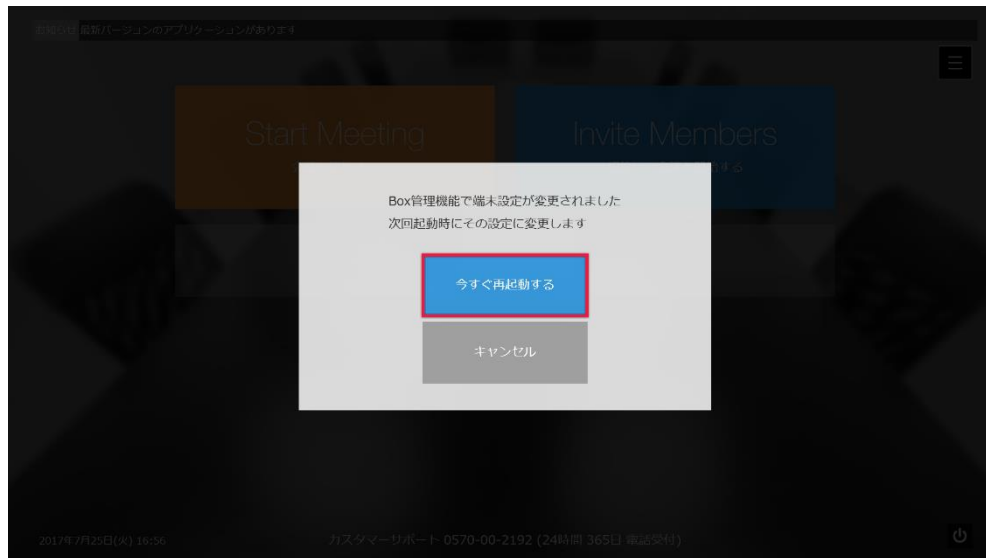 お知らせ 最新バージョンのアプリケーションがあります
Start Meeting
Invite Members
する
Box管理機能で端末設定が変更されました
次回起動時にその設定に変更します
今すぐ再起動する
キャンセル
2017年7月25日(火) 16:56
カスタマーサポート 0570-00-2192 (24時間 365日 電話受付)